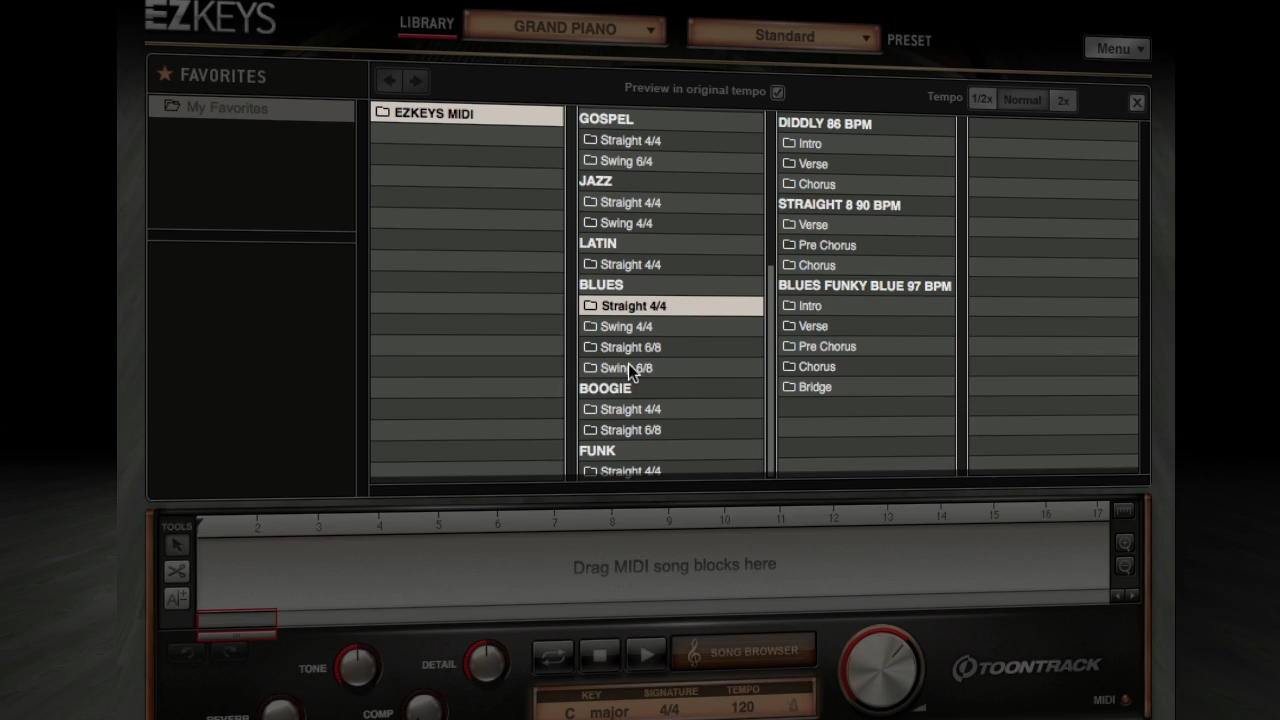 EZKEYS
LIBRARY
GRAND PIANO
Standard
PRESET
Menu
FAVORITES
My Favorites
Preview in original tempo
Tempo
1/2x
Normal
2x
X
EZKEYS MIDI
GOSPEL
Straight 4/4
Swing 6/4
JAZZ
Straight 4/4
Swing 4/4
LATIN
Straight 4/4
BLUES
Straight 4/4
Swing 4/4
Straight 6/8
Swing 6/8
BOOGIE
Straight 4/4
Straight 6/8
FUNK
Straight 4/4
DIDDLY 86 BPM
Intro
Verse
Chorus
STRAIGHT 8 90 BPM
Verse
Pre Chorus
Chorus
BLUES FUNKY BLUE 97 BPM
Intro
Verse
Pre Chorus
Chorus
Bridge
TOOLS
2 3 4 5 6 7 8 9 10 11 12 13 14 15 16 17
Drag MIDI song blocks here
A
TONE
DETAIL
SONG BROWSER
TOONTRACK
REVERB
COMP
KEY SIGNATURE TEMPO
C major 4/4 120
MIDI